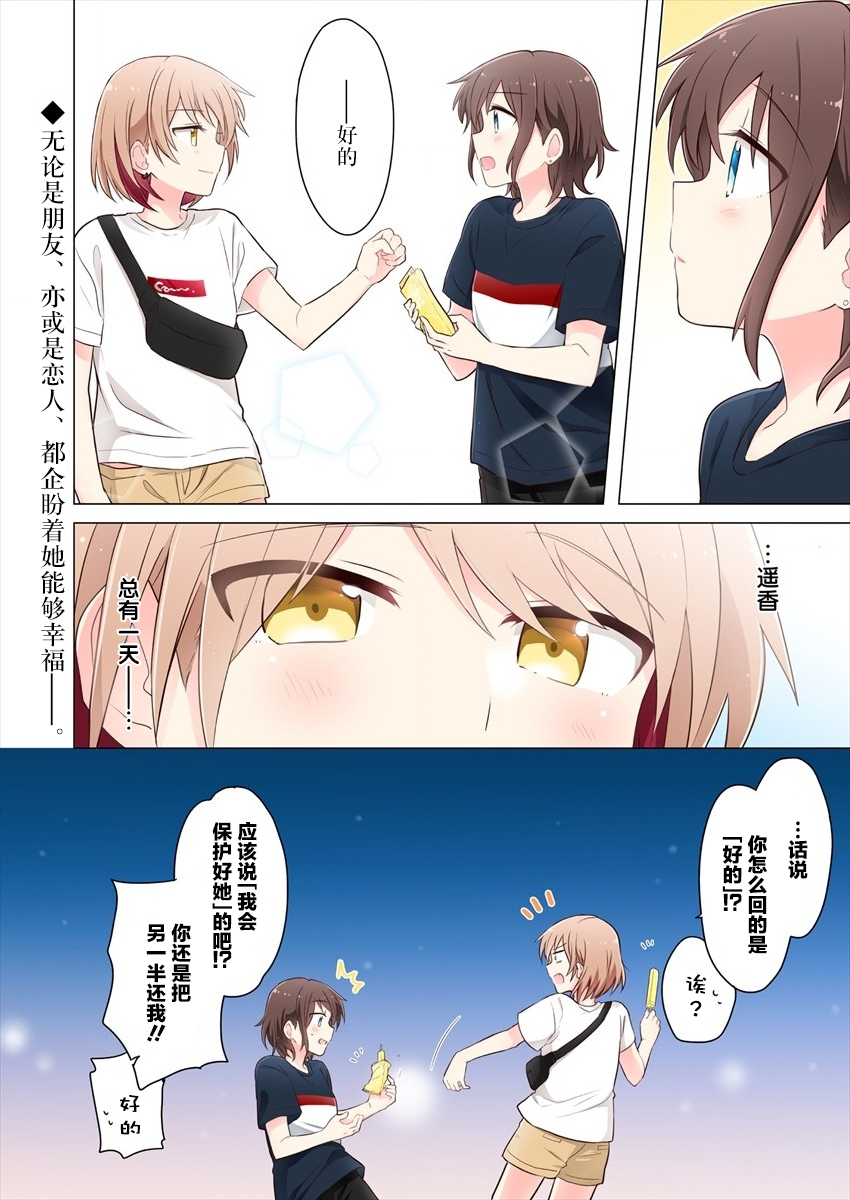 ——好的
…遥香
总有一天——…
◆无论是朋友、亦或是恋人、都企盼着她能够幸福——。
…话说
你怎么回的是
「好的」!?
诶？
应该说「我会
保护好她」的吧!?
你还是把
另一半还我!!
好的